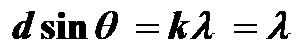 d sin θ = kλ = λ